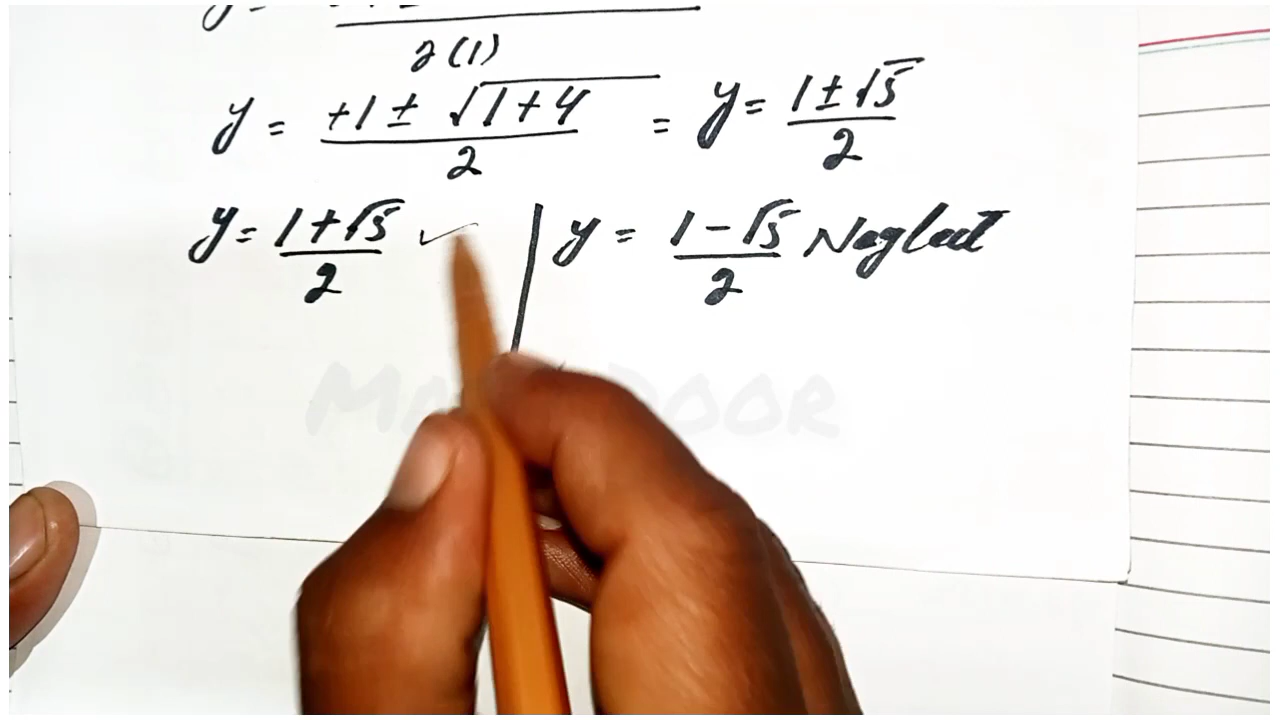 2(1)
y = +1 ± √1+4 / 2 = y = 1 ± √5 / 2
y = 1+√5 / 2 ✓ | y = 1-√5 / 2 Neglect